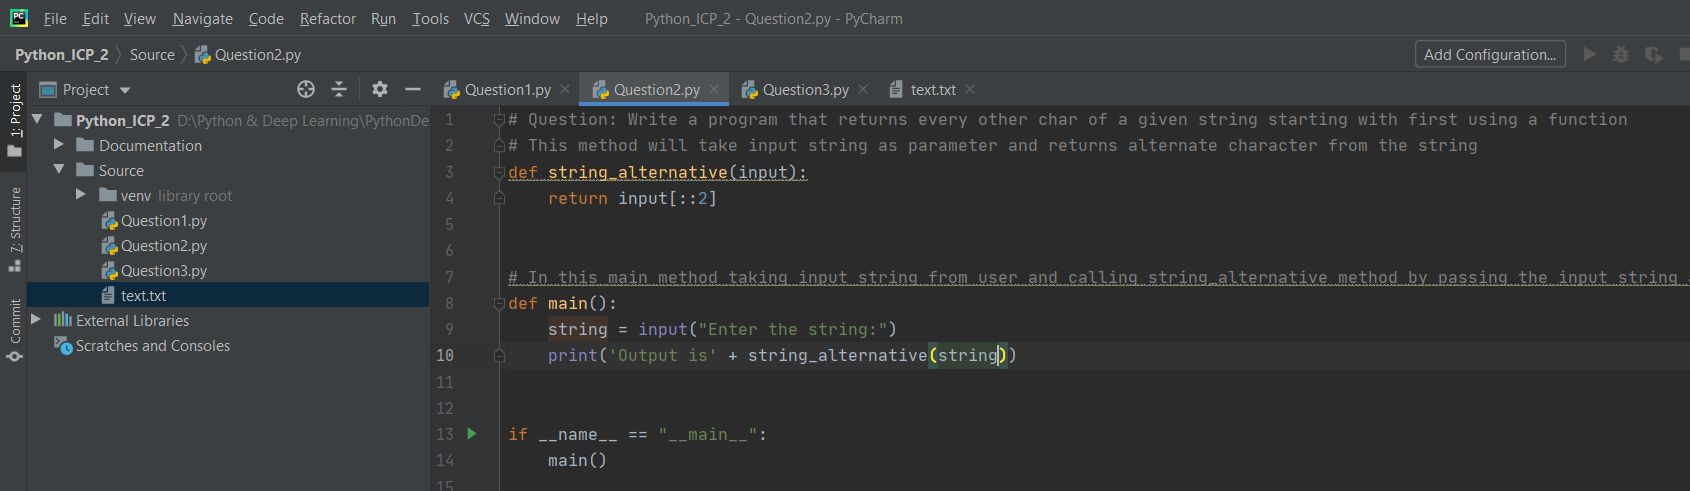 PC File Edit View Navigate Code Refactor Run Tools VCS Window Help Python_ICP_2 - Question2.py - PyCharm
Python_ICP_2 Source Question2.py Add Configuration...
1: Project
7: Structure
Commit
Project
Python_ICP_2 D:\Python & Deep Learning\PythonDe
Documentation
Source
venv library root
Question1.py
Question2.py
Question3.py
text.txt
External Libraries
Scratches and Consoles
Question1.py Question2.py Question3.py text.txt
1 # Question: Write a program that returns every other char of a given string starting with first using a function
2 # This method will take input string as parameter and returns alternate character from the string
3 def string_alternative(input):
4 return input[::2]
5
6
7 # In this main method taking input string from user and calling string_alternative method by passing the input string
8 def main():
9 string = input("Enter the string:")
10 print('Output is' + string_alternative(string))
11
12
13 if __name__ == "__main__":
14 main()
15